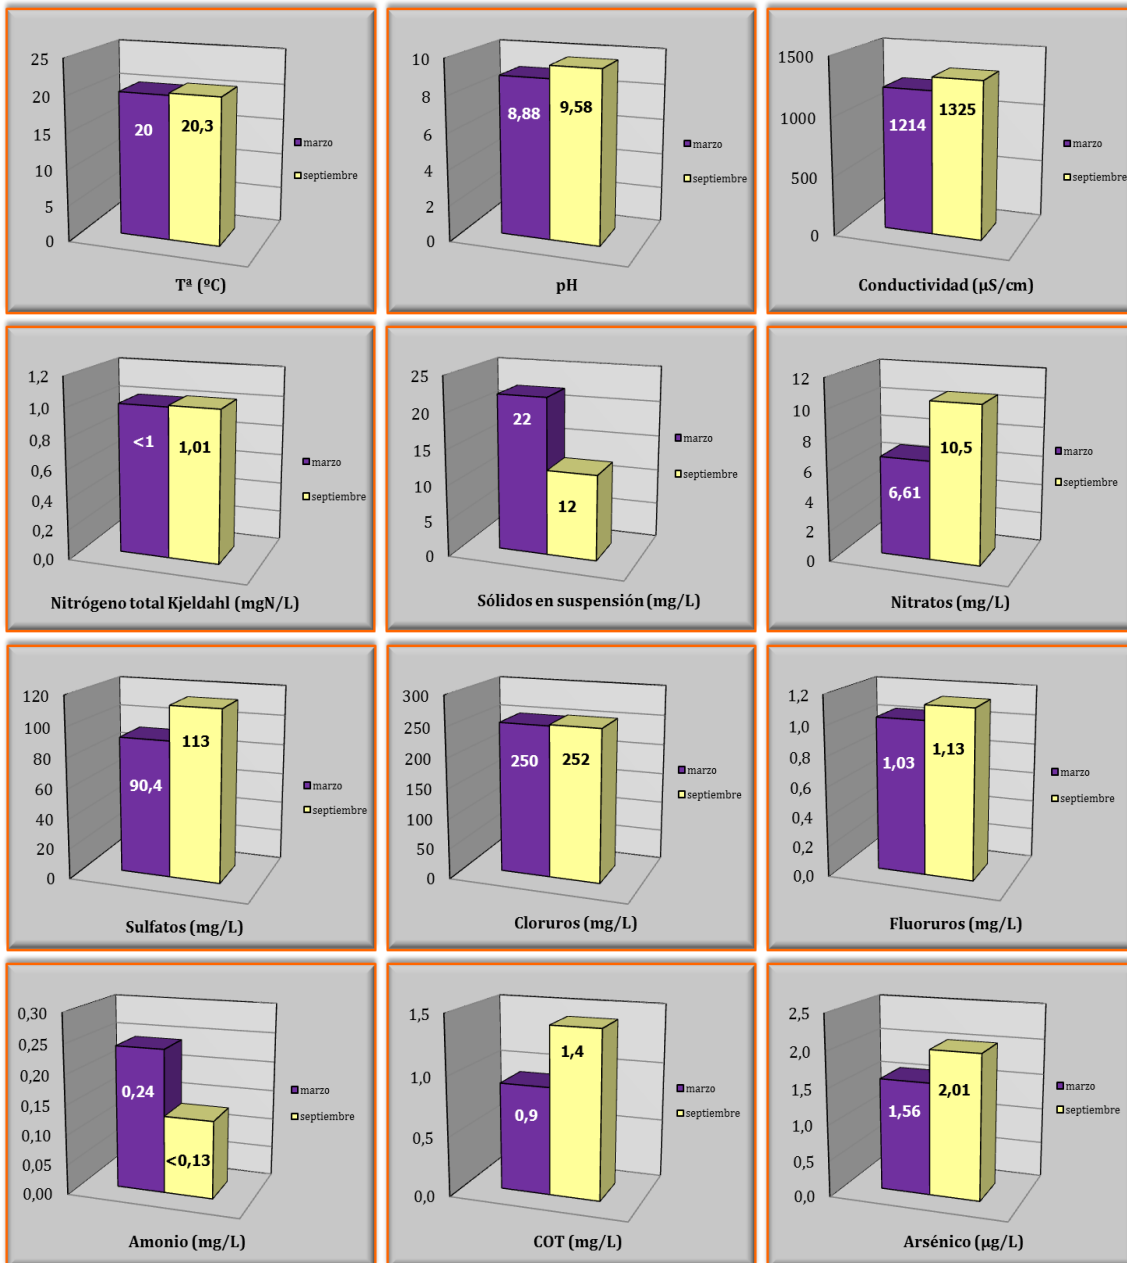 25
20
15
10
5
0
20
20,3
marzo
septiembre
Tª (ºC)
10
8
6
4
2
0
8,88
9,58
marzo
septiembre
pH
1500
1000
500
0
1214
1325
marzo
septiembre
Conductividad (µS/cm)
1,2
1,0
0,8
0,6
0,4
0,2
0,0
<1
1,01
marzo
septiembre
Nitrógeno total Kjeldahl (mgN/L)
25
20
15
10
5
0
22
12
marzo
septiembre
Sólidos en suspensión (mg/L)
12
10
8
6
4
2
0
6,61
10,5
marzo
septiembre
Nitratos (mg/L)
120
100
80
60
40
20
0
90,4
113
marzo
septiembre
Sulfatos (mg/L)
300
250
200
150
100
50
0
250
252
marzo
septiembre
Cloruros (mg/L)
1,2
1,0
0,8
0,6
0,4
0,2
0,0
1,03
1,13
marzo
septiembre
Fluoruros (mg/L)
0,30
0,25
0,20
0,15
0,10
0,05
0,00
0,24
<0,13
marzo
septiembre
Amonio (mg/L)
1,5
1,0
0,5
0,0
0,9
1,4
marzo
septiembre
COT (mg/L)
2,5
2,0
1,5
1,0
0,5
0,0
1,56
2,01
marzo
septiembre
Arsénico (µg/L)